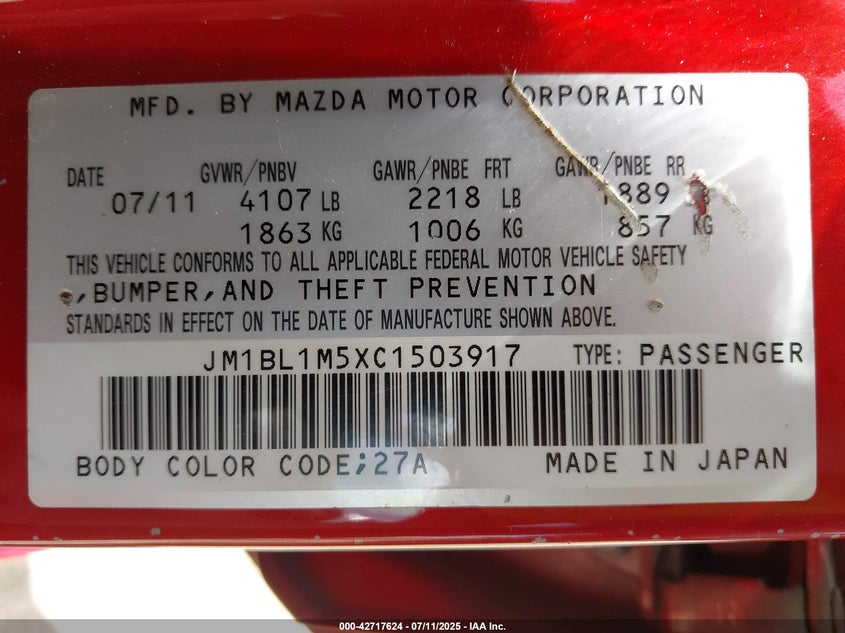 MFD. BY MAZDA MOTOR CORPORATION
DATE GVWR/PNBV GAWR/PNBE FRT GAWR/PNBE RR
07/11 4107 LB 2218 LB 1889 LB
1863 KG 1006 KG 857 KG
THIS VEHICLE CONFORMS TO ALL APPLICABLE FEDERAL MOTOR VEHICLE SAFETY
,BUMPER,AND THEFT PREVENTION
STANDARDS IN EFFECT ON THE DATE OF MANUFACTURE SHOWN ABOVE.
JM1BL1M5XC1503917 TYPE: PASSENGER
BODY COLOR CODE;27A MADE IN JAPAN
000-42717624 - 07/11/2025 - IAA Inc.